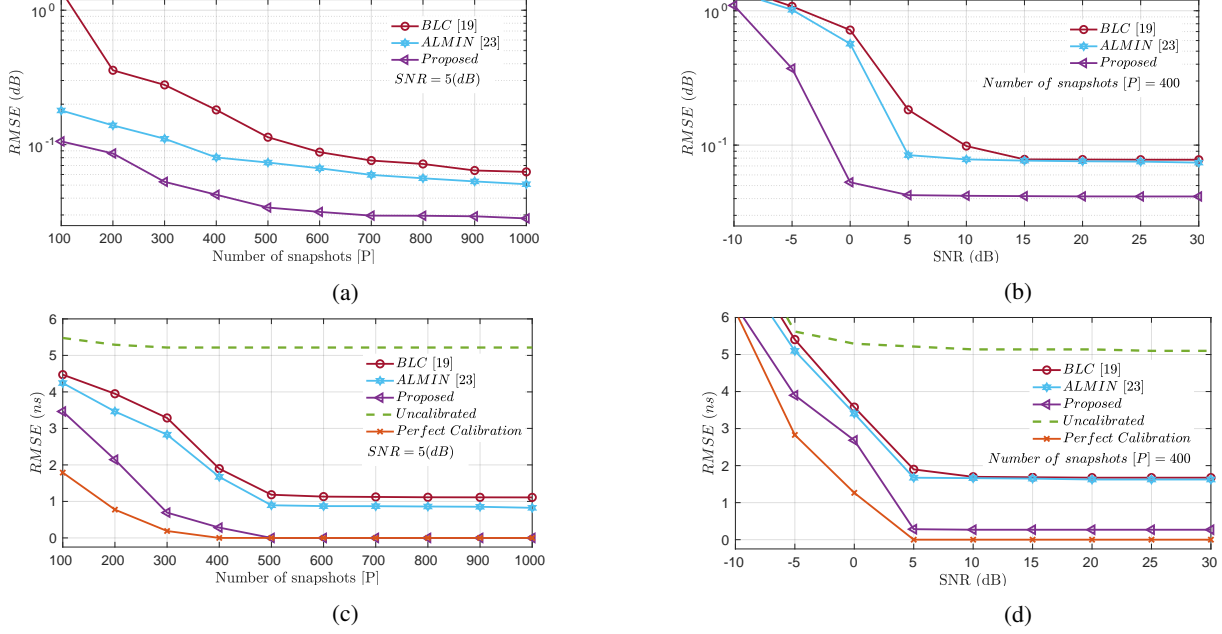 10^0
10^-1
RMSE (dB)
BLC [19]
ALMIN [23]
Proposed
SNR = 5(dB)
100 200 300 400 500 600 700 800 900 1000
Number of snapshots [P]
(a)
10^0
10^-1
RMSE (dB)
BLC [19]
ALMIN [23]
Proposed
Number of snapshots [P] = 400
-10 -5 0 5 10 15 20 25 30
SNR (dB)
(b)
6
5
4
3
2
1
0
RMSE (ns)
BLC [19]
ALMIN [23]
Proposed
Uncalibrated
Perfect Calibration
SNR = 5(dB)
100 200 300 400 500 600 700 800 900 1000
Number of snapshots [P]
(c)
6
5
4
3
2
1
0
RMSE (ns)
BLC [19]
ALMIN [23]
Proposed
Uncalibrated
Perfect Calibration
Number of snapshots [P] = 400
-10 -5 0 5 10 15 20 25 30
SNR (dB)
(d)